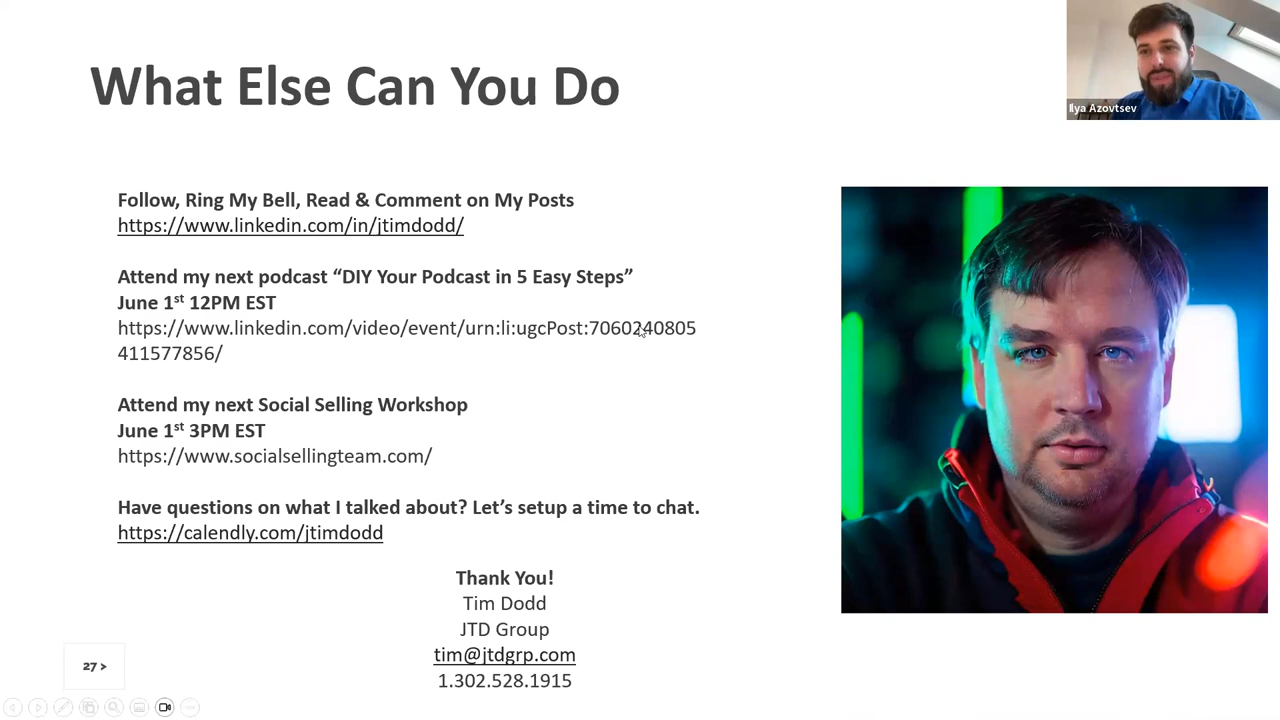 What Else Can You Do
Ilya Azovtsev
Follow, Ring My Bell, Read & Comment on My Posts
https://www.linkedin.com/in/jtimdodd/
Attend my next podcast “DIY Your Podcast in 5 Easy Steps”
June 1st 12PM EST
https://www.linkedin.com/video/event/urn:li:ugcPost:7060240805
411577856/
Attend my next Social Selling Workshop
June 1st 3PM EST
https://www.socialsellingteam.com/
Have questions on what I talked about? Let’s setup a time to chat.
https://calendly.com/jtimdodd
Thank You!
Tim Dodd
JTD Group
tim@jtdgrp.com
1.302.528.1915
27 >